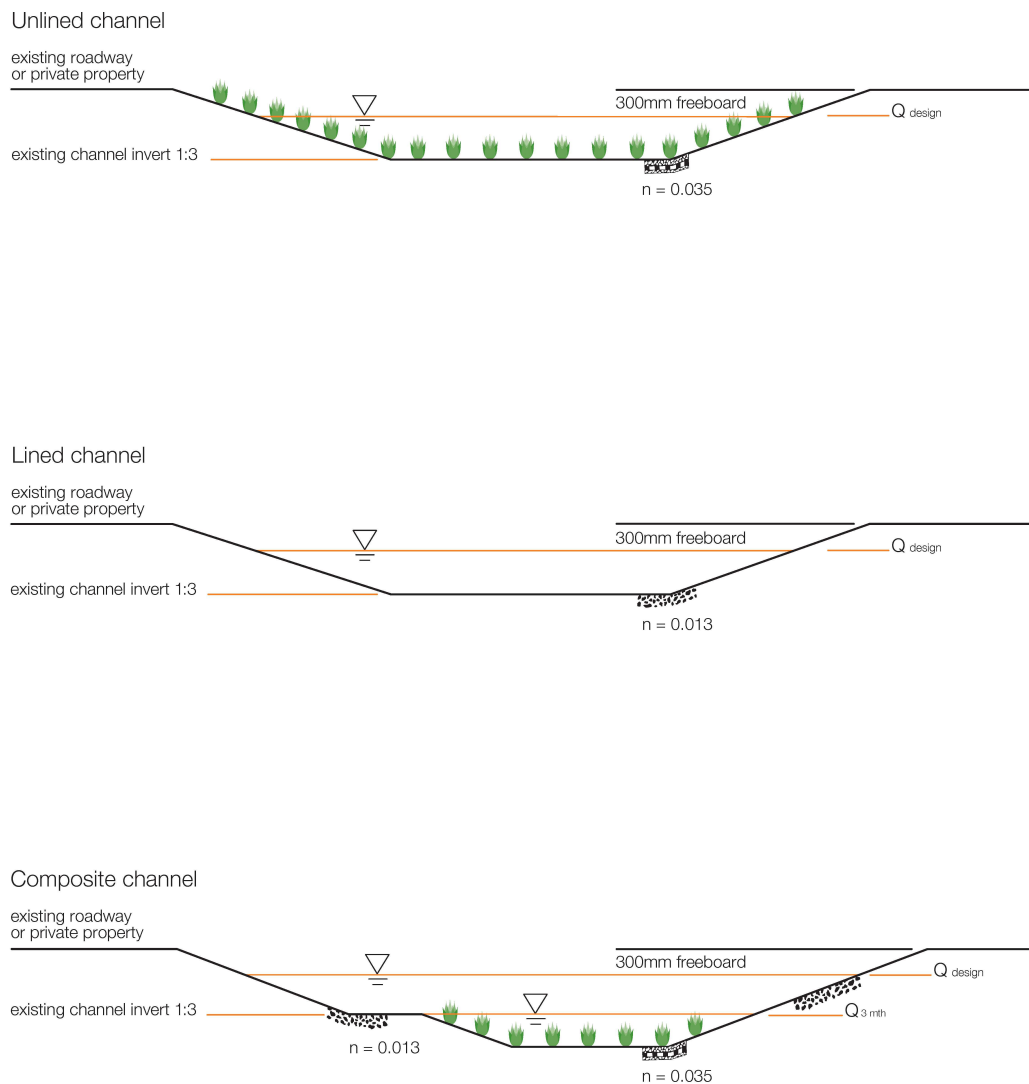 Unlined channel
existing roadway
or private property
300mm freeboard
Q design
existing channel invert 1:3
n = 0.035
Lined channel
existing roadway
or private property
300mm freeboard
Q design
existing channel invert 1:3
n = 0.013
Composite channel
existing roadway
or private property
300mm freeboard
Q design
existing channel invert 1:3
Q 3 mth
n = 0.013
n = 0.035